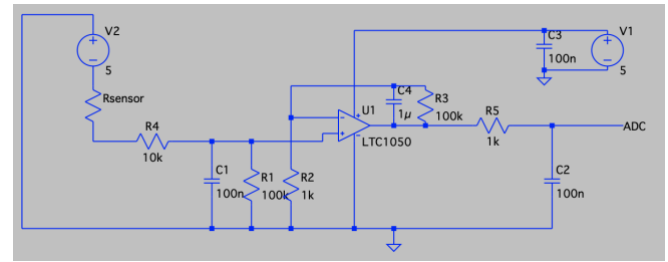 V2
5
Rsensor
R4
10k
C1
100n
R1
100k
R2
1k
U1
LTC1050
C4
1µ
R3
100k
R5
1k
C3
100n
V1
5
ADC
C2
100n